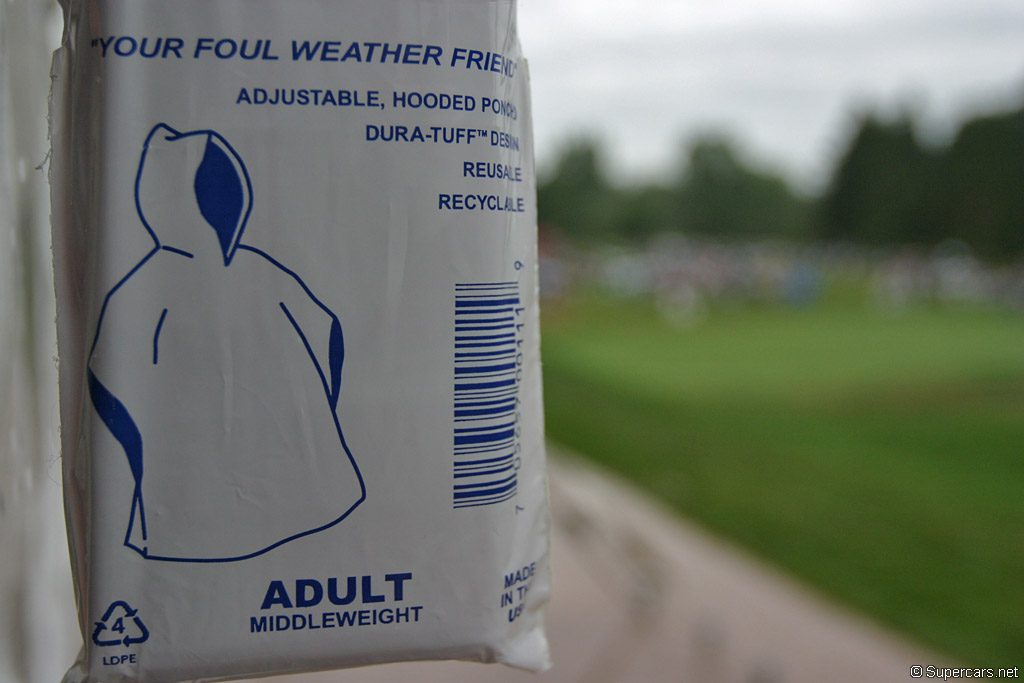 "YOUR FOUL WEATHER FRIEND"
ADJUSTABLE, HOODED PONCHO
DURA-TUFF™ DESIGN
REUSABLE
RECYCLABLE
ADULT
MIDDLEWEIGHT
MADE
IN THE
USA
4
LDPE
© Supercars.net